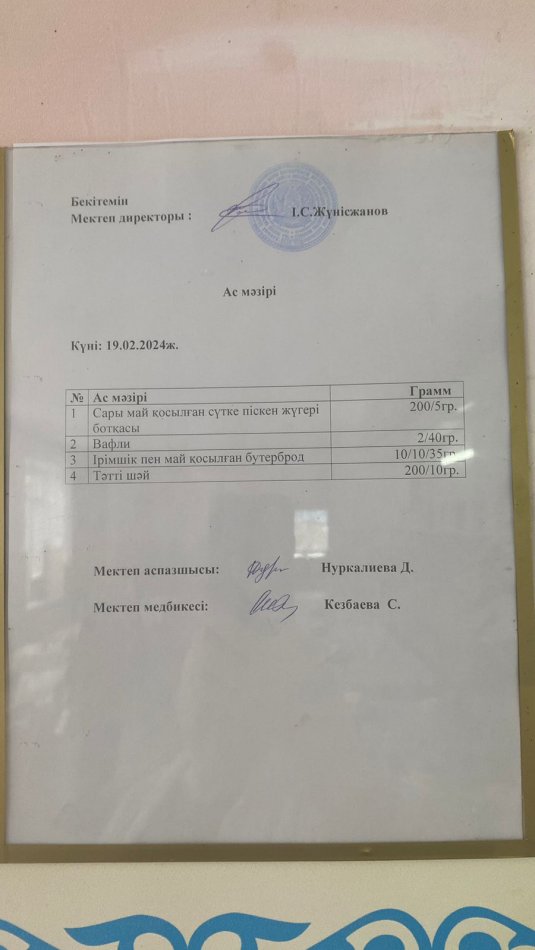 Бекітемін
Мектеп директоры : І.С.Жүнісжанов
Ас мәзірі
Күні: 19.02.2024ж.
№ Ас мәзірі Грамм
1 Сары май қосылған сүтке піскен жүгері 200/5гр.
ботқасы
2 Вафли 2/40гр.
3 Ірімшік пен май қосылған бутерброд 10/10/35гр.
4 Тәтті шәй 200/10гр.
Мектеп аспазшысы: Нуркалиева Д.
Мектеп медбикесі: Кезбаева С.